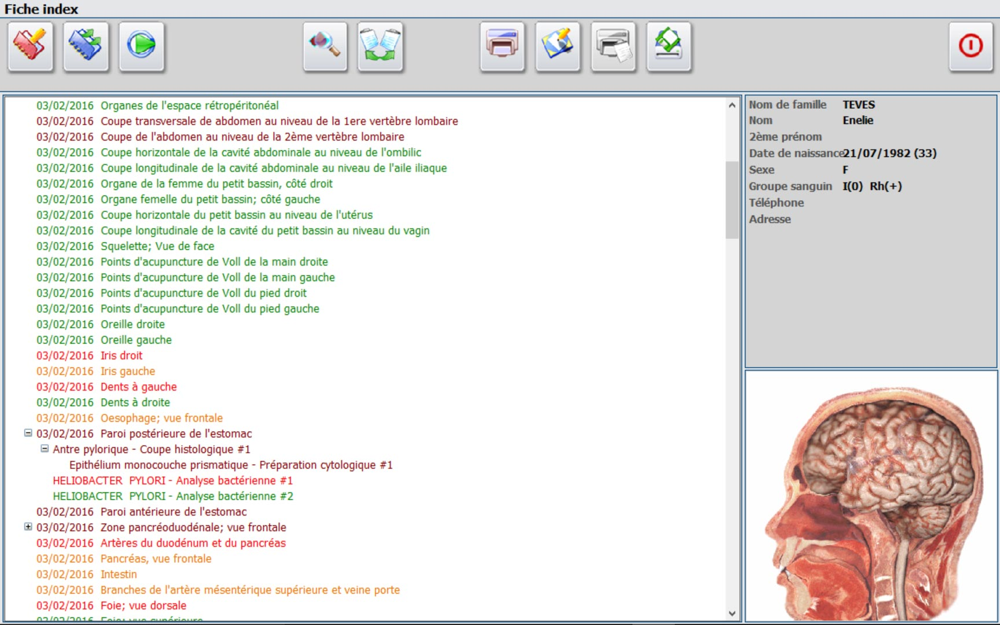 Fiche index
03/02/2016 Organes de l'espace rétropéritonéal
03/02/2016 Coupe transversale de abdomen au niveau de la 1ere vertèbre lombaire
03/02/2016 Coupe de l'abdomen au niveau de la 2ème vertèbre lombaire
03/02/2016 Coupe horizontale de la cavité abdominale au niveau de l'ombilic
03/02/2016 Coupe longitudinale de la cavité abdominale au niveau de l'aile iliaque
03/02/2016 Organe de la femme du petit bassin, côté droit
03/02/2016 Organe femelle du petit bassin; côté gauche
03/02/2016 Coupe horizontale du petit bassin au niveau de l'utérus
03/02/2016 Coupe longitudinale de la cavité du petit bassin au niveau du vagin
03/02/2016 Squelette; Vue de face
03/02/2016 Points d'acupuncture de Voll de la main droite
03/02/2016 Points d'acupuncture de Voll de la main gauche
03/02/2016 Points d'acupuncture de Voll du pied droit
03/02/2016 Points d'acupuncture de Voll du pied gauche
03/02/2016 Oreille droite
03/02/2016 Oreille gauche
03/02/2016 Iris droit
03/02/2016 Iris gauche
03/02/2016 Dents à gauche
03/02/2016 Dents à droite
03/02/2016 Oesophage; vue frontale
03/02/2016 Paroi postérieure de l'estomac
Antre pylorique - Coupe histologique #1
Epithélium monocouche prismatique - Préparation cytologique #1
HELIOBACTER PYLORI - Analyse bactérienne #1
HELIOBACTER PYLORI - Analyse bactérienne #2
03/02/2016 Paroi antérieure de l'estomac
03/02/2016 Zone pancréoduodénale; vue frontale
03/02/2016 Artères du duodénum et du pancréas
03/02/2016 Pancréas, vue frontale
03/02/2016 Intestin
03/02/2016 Branches de l'artère mésentérique supérieure et veine porte
03/02/2016 Foie; vue dorsale
03/02/2016 Foie; vue supérieure
Nom de famille TEVES
Nom Enelie
2ème prénom
Date de naissance 21/07/1982 (33)
Sexe F
Groupe sanguin I(0) Rh(+)
Téléphone
Adresse